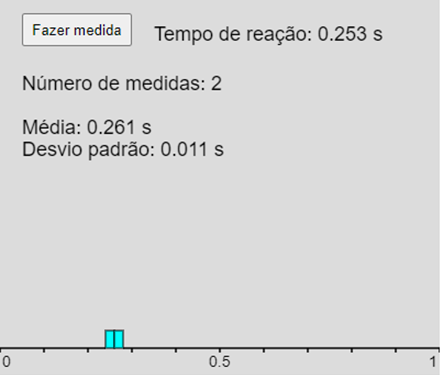 Fazer medida Tempo de reação: 0.253 s
Número de medidas: 2
Média: 0.261 s
Desvio padrão: 0.011 s
0 0.5 1